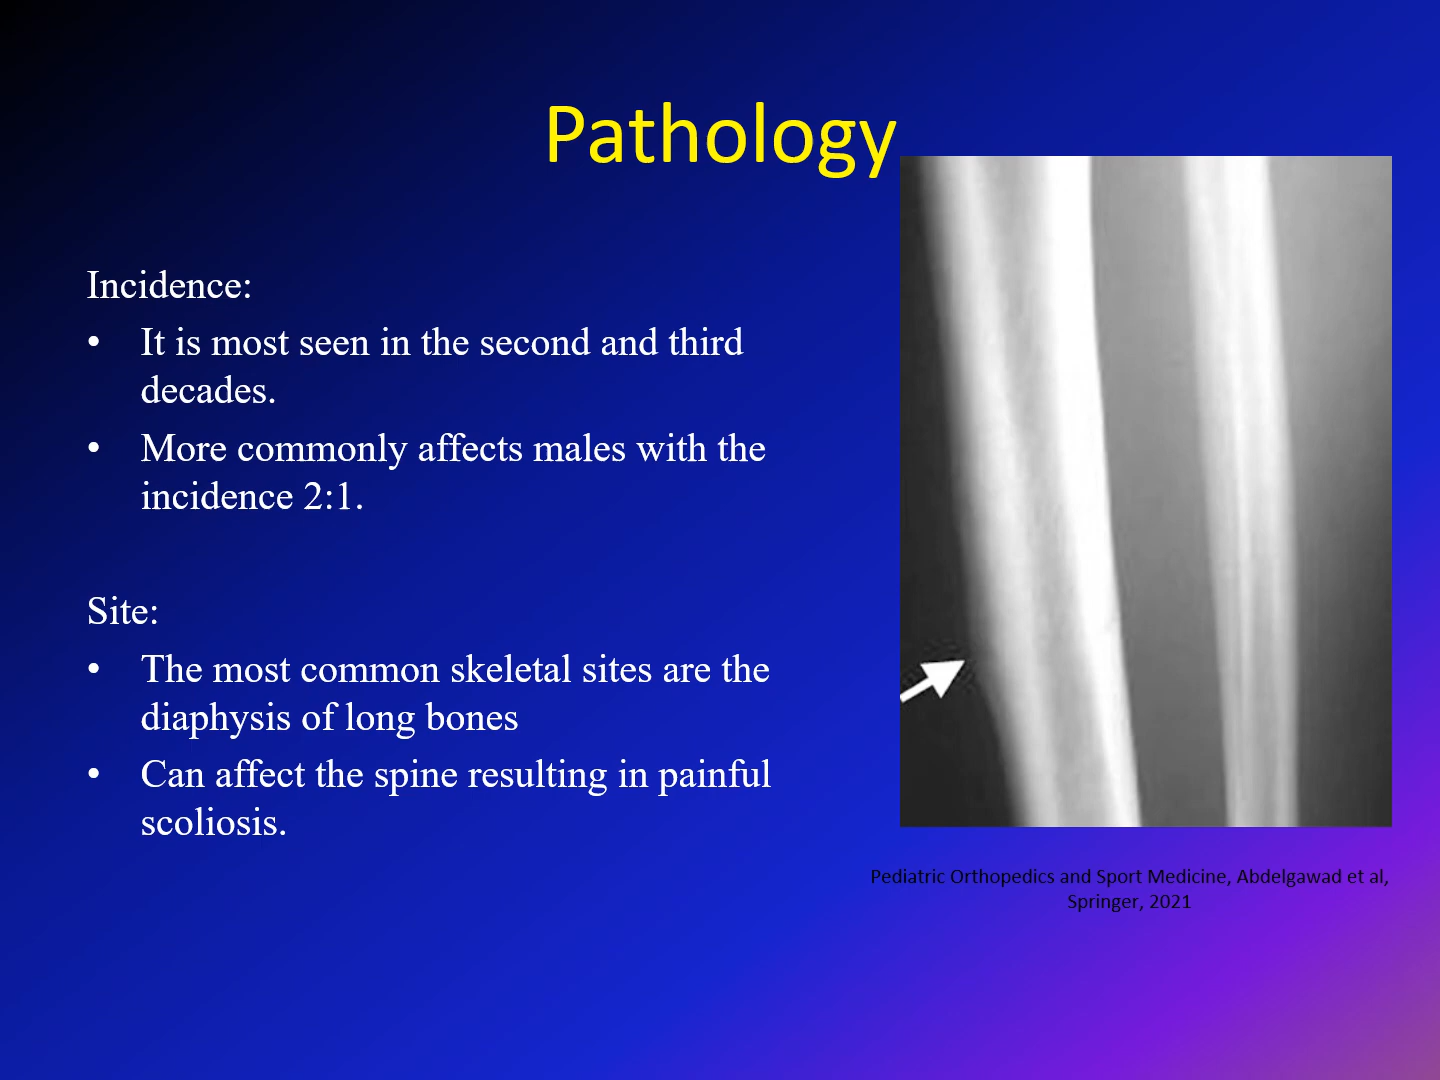 Pathology
Incidence:
• It is most seen in the second and third
decades.
• More commonly affects males with the
incidence 2:1.
Site:
• The most common skeletal sites are the
diaphysis of long bones
• Can affect the spine resulting in painful
scoliosis.
Pediatric Orthopedics and Sport Medicine, Abdelgawad et al,
Springer, 2021